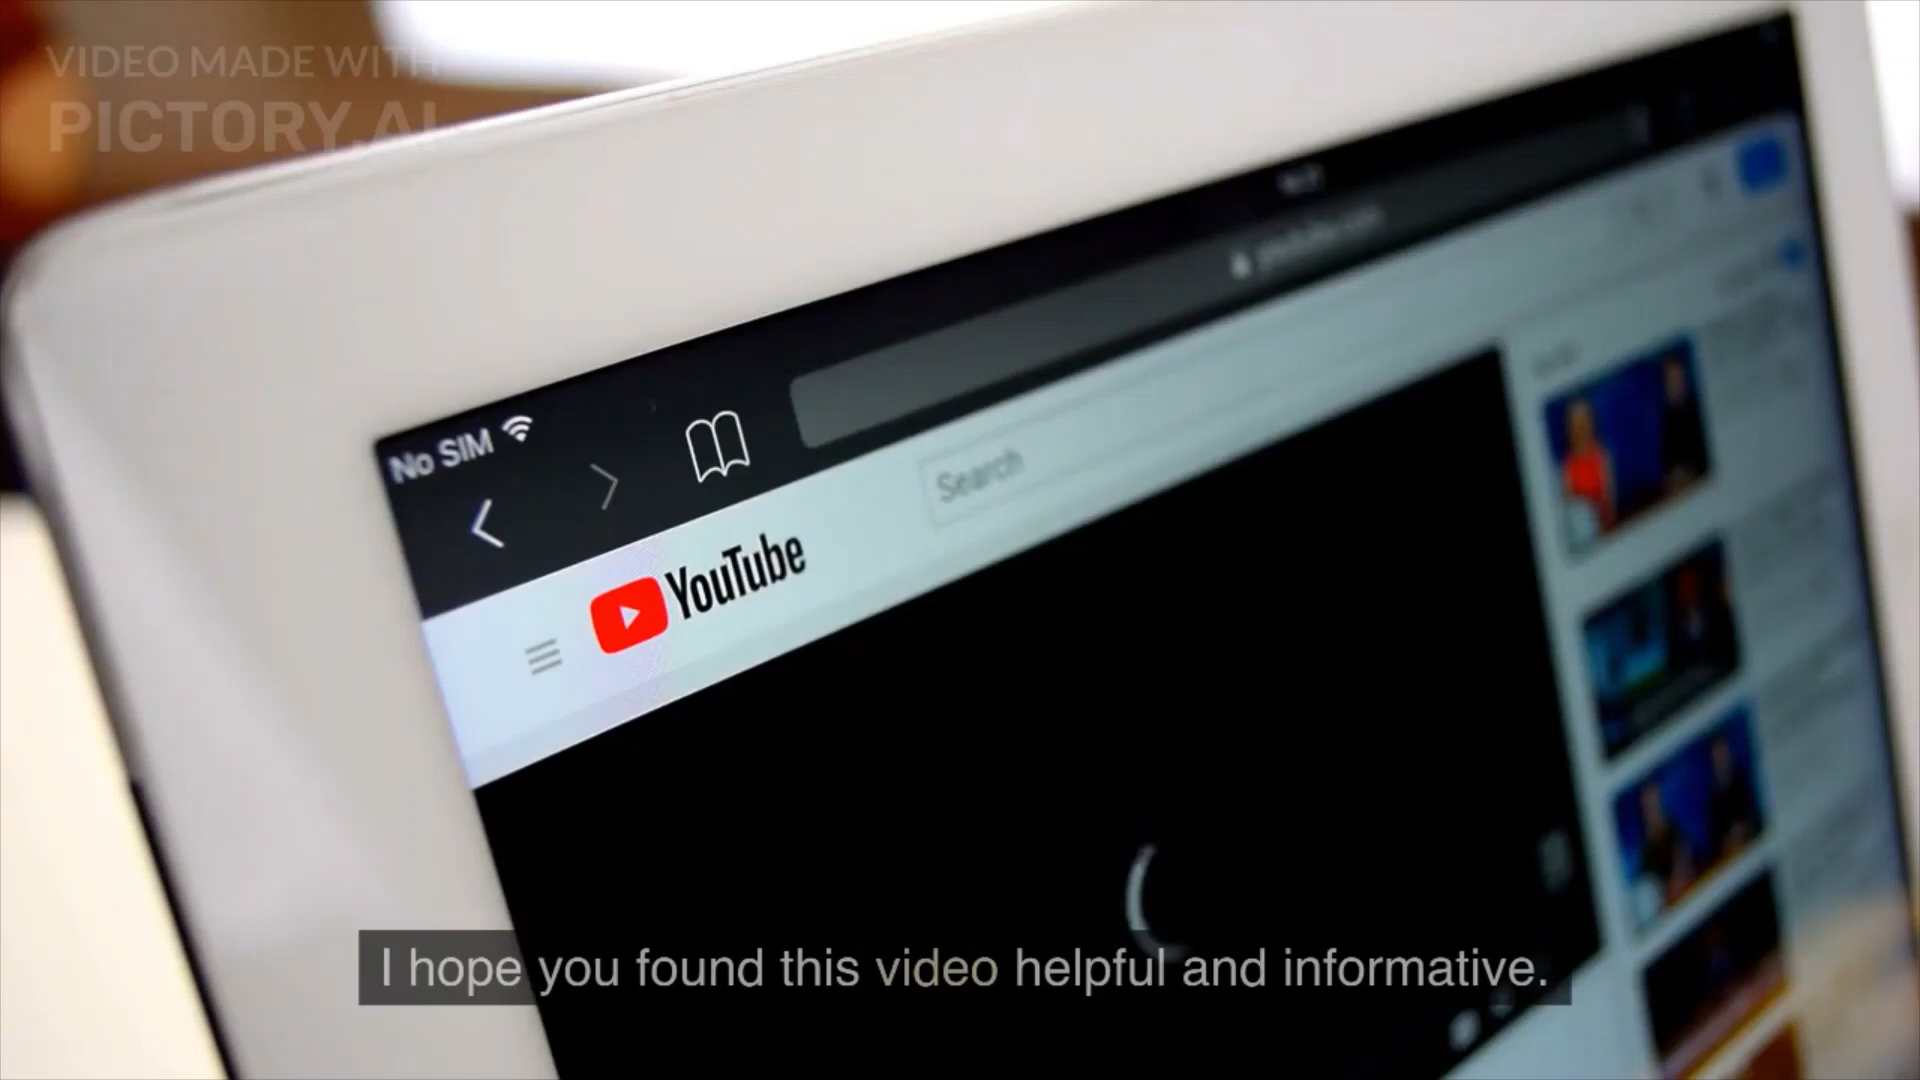 VIDEO MADE WITH
PICTORY.AI
No SIM
Search
YouTube
I hope you found this video helpful and informative.